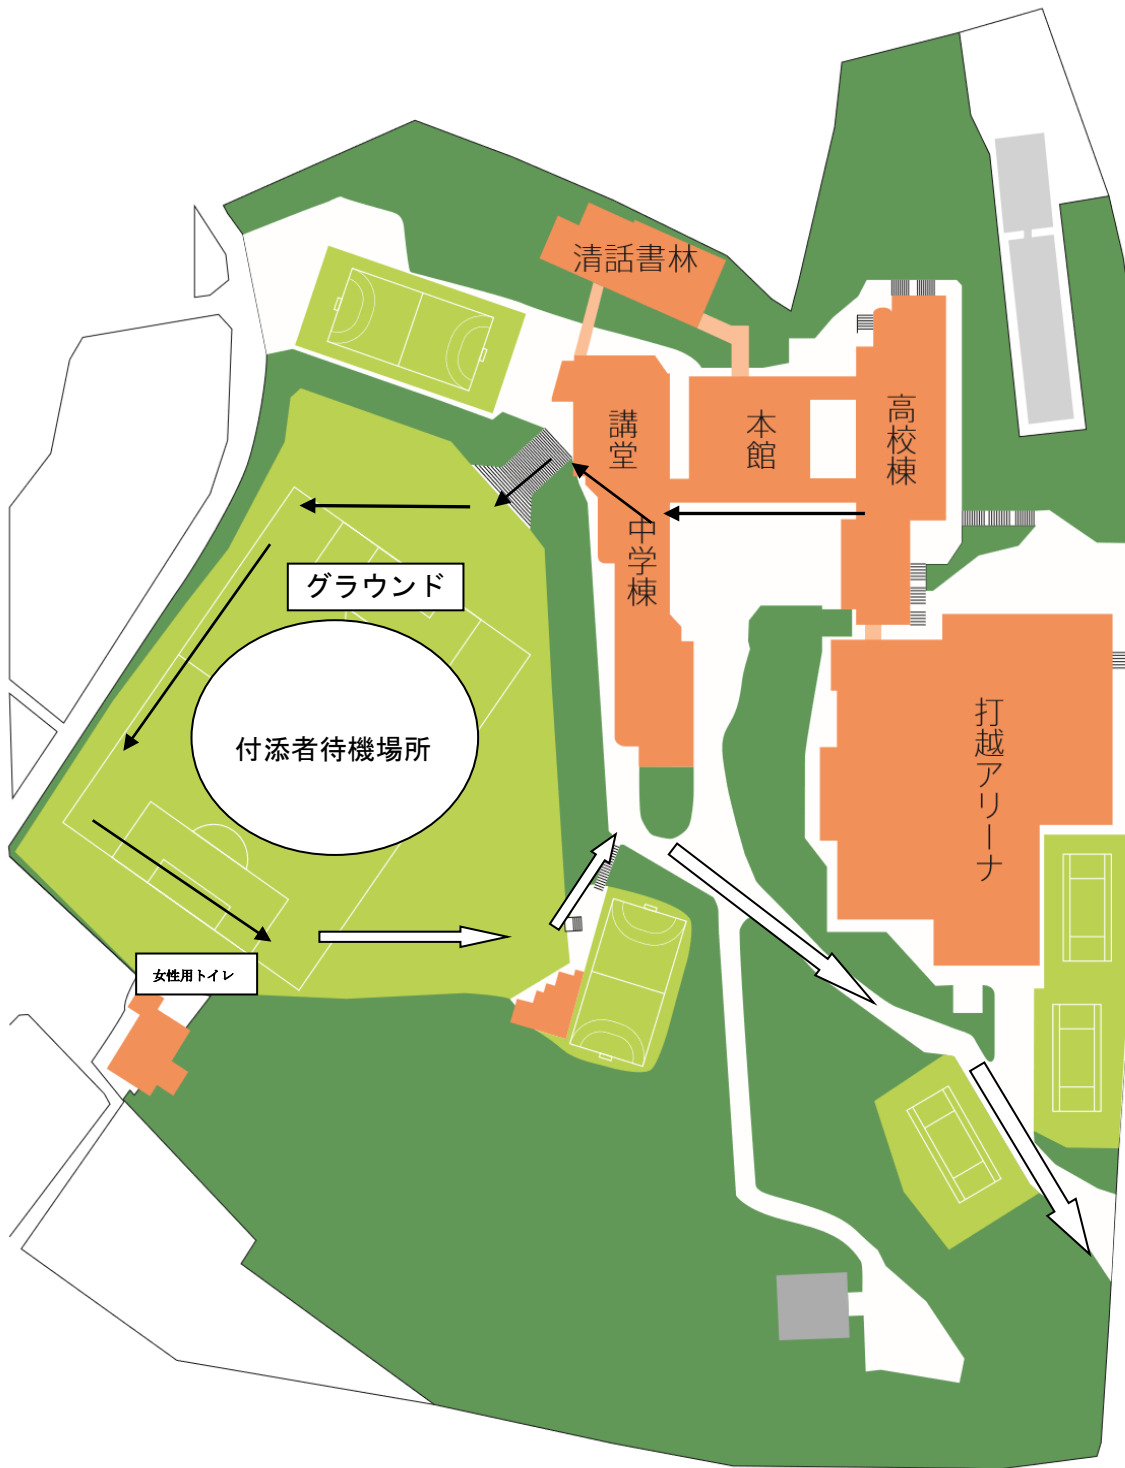 清話書林
講堂
本館
高校棟
中学棟
グラウンド
付添者待機場所
打越アリーナ
女性用トイレ